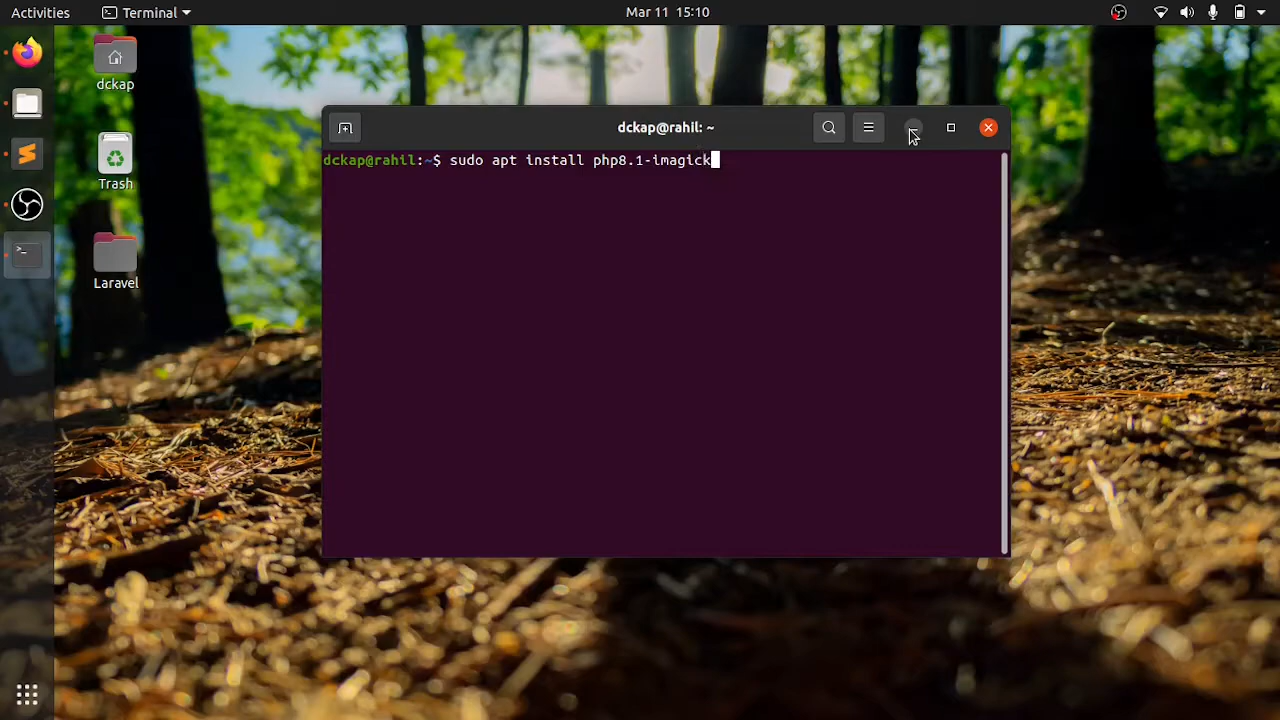 Activities
Terminal
Mar 11 15:10
dckap
Trash
Laravel
dckap@rahil: ~
dckap@rahil:~$ sudo apt install php8.1-imagick